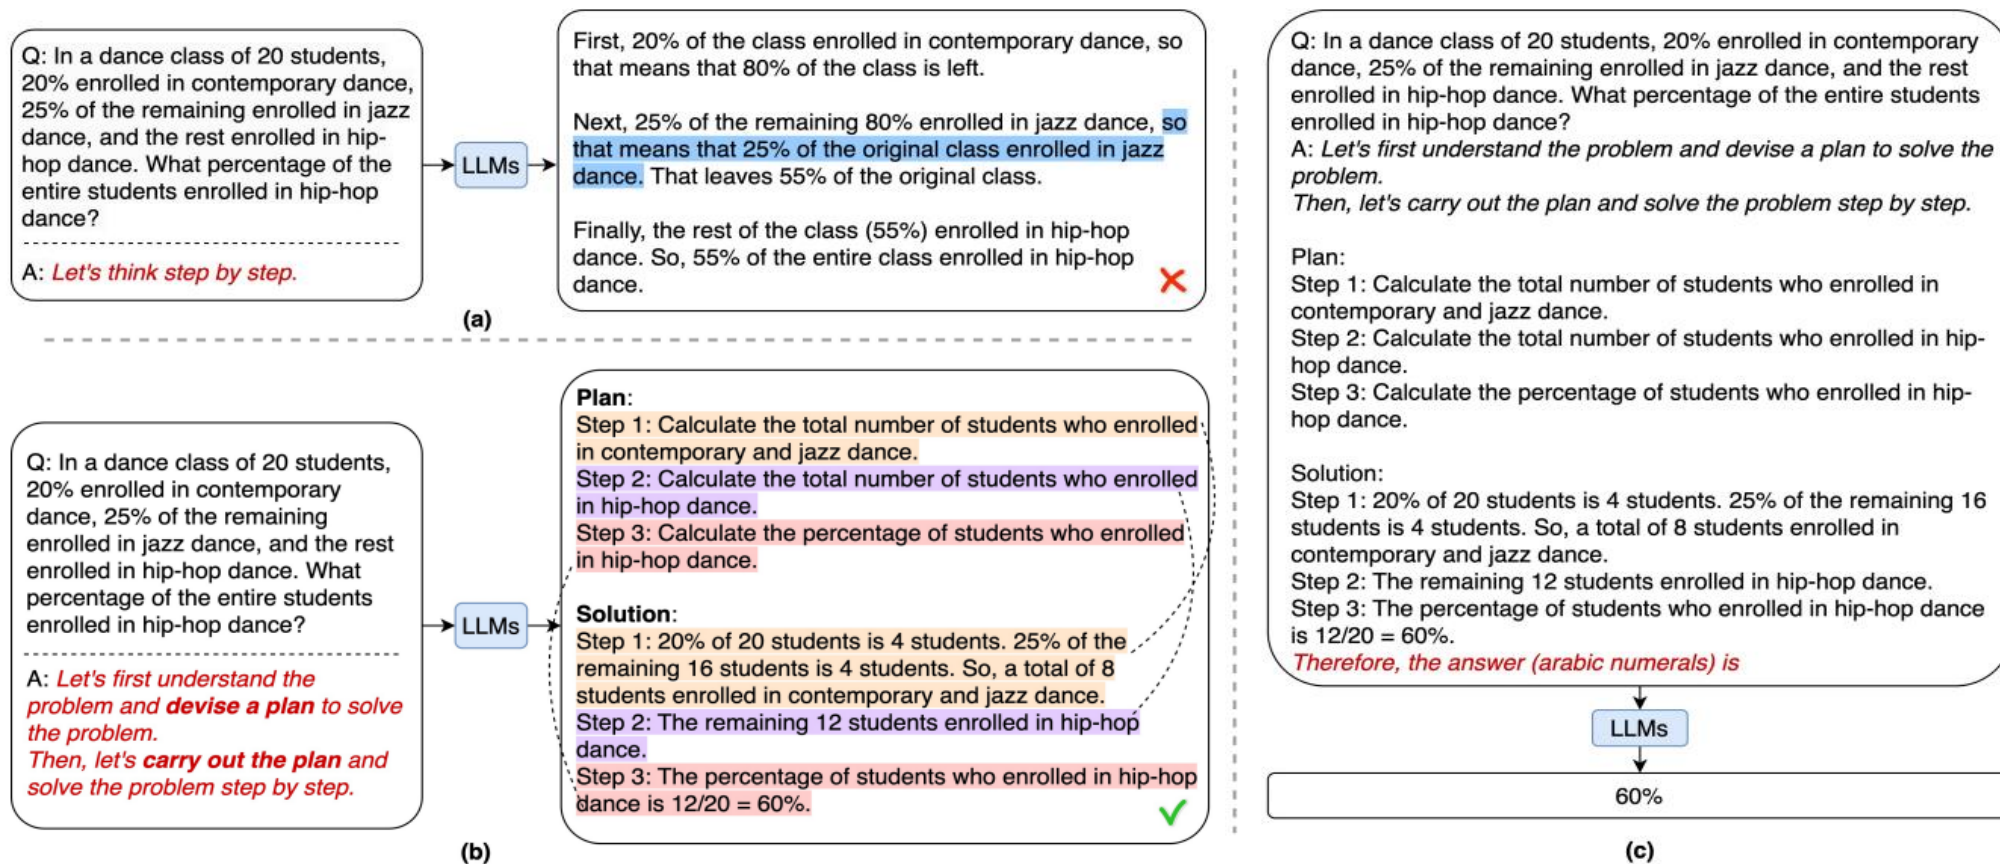 Q: In a dance class of 20 students,
20% enrolled in contemporary dance,
25% of the remaining enrolled in jazz
dance, and the rest enrolled in hip-
hop dance. What percentage of the
entire students enrolled in hip-hop
dance?
A: Let's think step by step.
LLMs
First, 20% of the class enrolled in contemporary dance, so
that means that 80% of the class is left.
Next, 25% of the remaining 80% enrolled in jazz dance, so
that means that 25% of the original class enrolled in jazz
dance. That leaves 55% of the original class.
Finally, the rest of the class (55%) enrolled in hip-hop
dance. So, 55% of the entire class enrolled in hip-hop
dance.
(a)
Q: In a dance class of 20 students,
20% enrolled in contemporary
dance, 25% of the remaining
enrolled in jazz dance, and the rest
enrolled in hip-hop dance. What
percentage of the entire students
enrolled in hip-hop dance?
A: Let's first understand the
problem and devise a plan to solve
the problem.
Then, let's carry out the plan and
solve the problem step by step.
LLMs
Plan:
Step 1: Calculate the total number of students who enrolled
in contemporary and jazz dance.
Step 2: Calculate the total number of students who enrolled
in hip-hop dance.
Step 3: Calculate the percentage of students who enrolled
in hip-hop dance.
Solution:
Step 1: 20% of 20 students is 4 students. 25% of the
remaining 16 students is 4 students. So, a total of 8
students enrolled in contemporary and jazz dance.
Step 2: The remaining 12 students enrolled in hip-hop
dance.
Step 3: The percentage of students who enrolled in hip-hop
dance is 12/20 = 60%.
(b)
Q: In a dance class of 20 students, 20% enrolled in contemporary
dance, 25% of the remaining enrolled in jazz dance, and the rest
enrolled in hip-hop dance. What percentage of the entire students
enrolled in hip-hop dance?
A: Let's first understand the problem and devise a plan to solve the
problem.
Then, let's carry out the plan and solve the problem step by step.
Plan:
Step 1: Calculate the total number of students who enrolled in
contemporary and jazz dance.
Step 2: Calculate the total number of students who enrolled in hip-
hop dance.
Step 3: Calculate the percentage of students who enrolled in hip-
hop dance.
Solution:
Step 1: 20% of 20 students is 4 students. 25% of the remaining 16
students is 4 students. So, a total of 8 students enrolled in
contemporary and jazz dance.
Step 2: The remaining 12 students enrolled in hip-hop dance.
Step 3: The percentage of students who enrolled in hip-hop dance
is 12/20 = 60%.
Therefore, the answer (arabic numerals) is
LLMs
60%
(c)